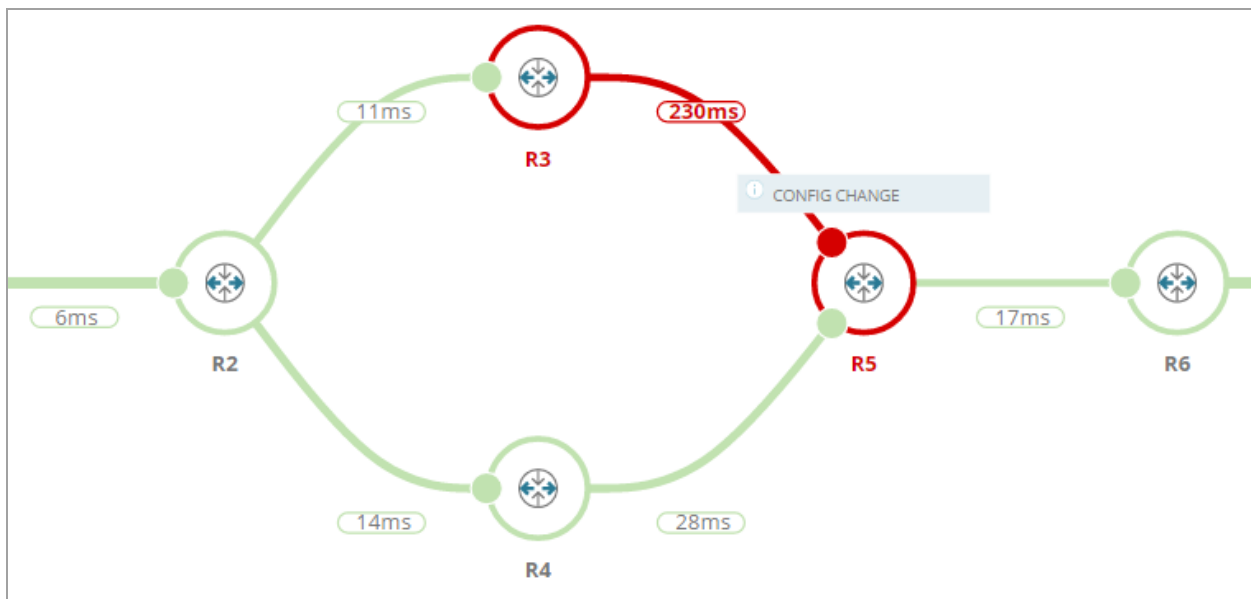 11ms
230ms
R3
CONFIG CHANGE
6ms
17ms
R2
R5
R6
14ms
28ms
R4